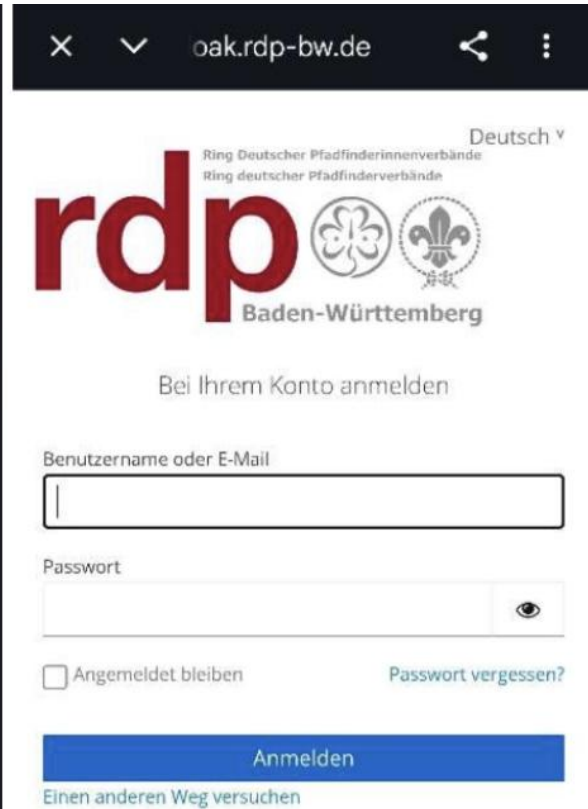 oak.rdp-bw.de
Deutsch
Ring Deutscher Pfadfinderinnenverbände
Ring deutscher Pfadfinderverbände
rdp
Baden-Württemberg
Bei Ihrem Konto anmelden
Benutzername oder E-Mail
Passwort
Angemeldet bleiben
Passwort vergessen?
Anmelden
Einen anderen Weg versuchen